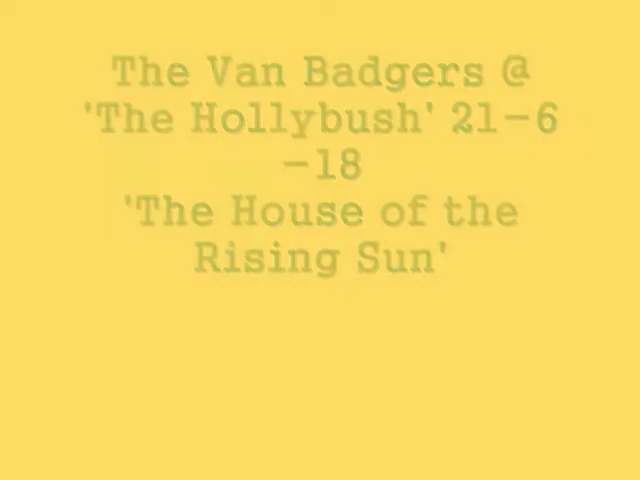 The Van Badgers @
'The Hollybush' 21-6
-18
'The House of the
Rising Sun'